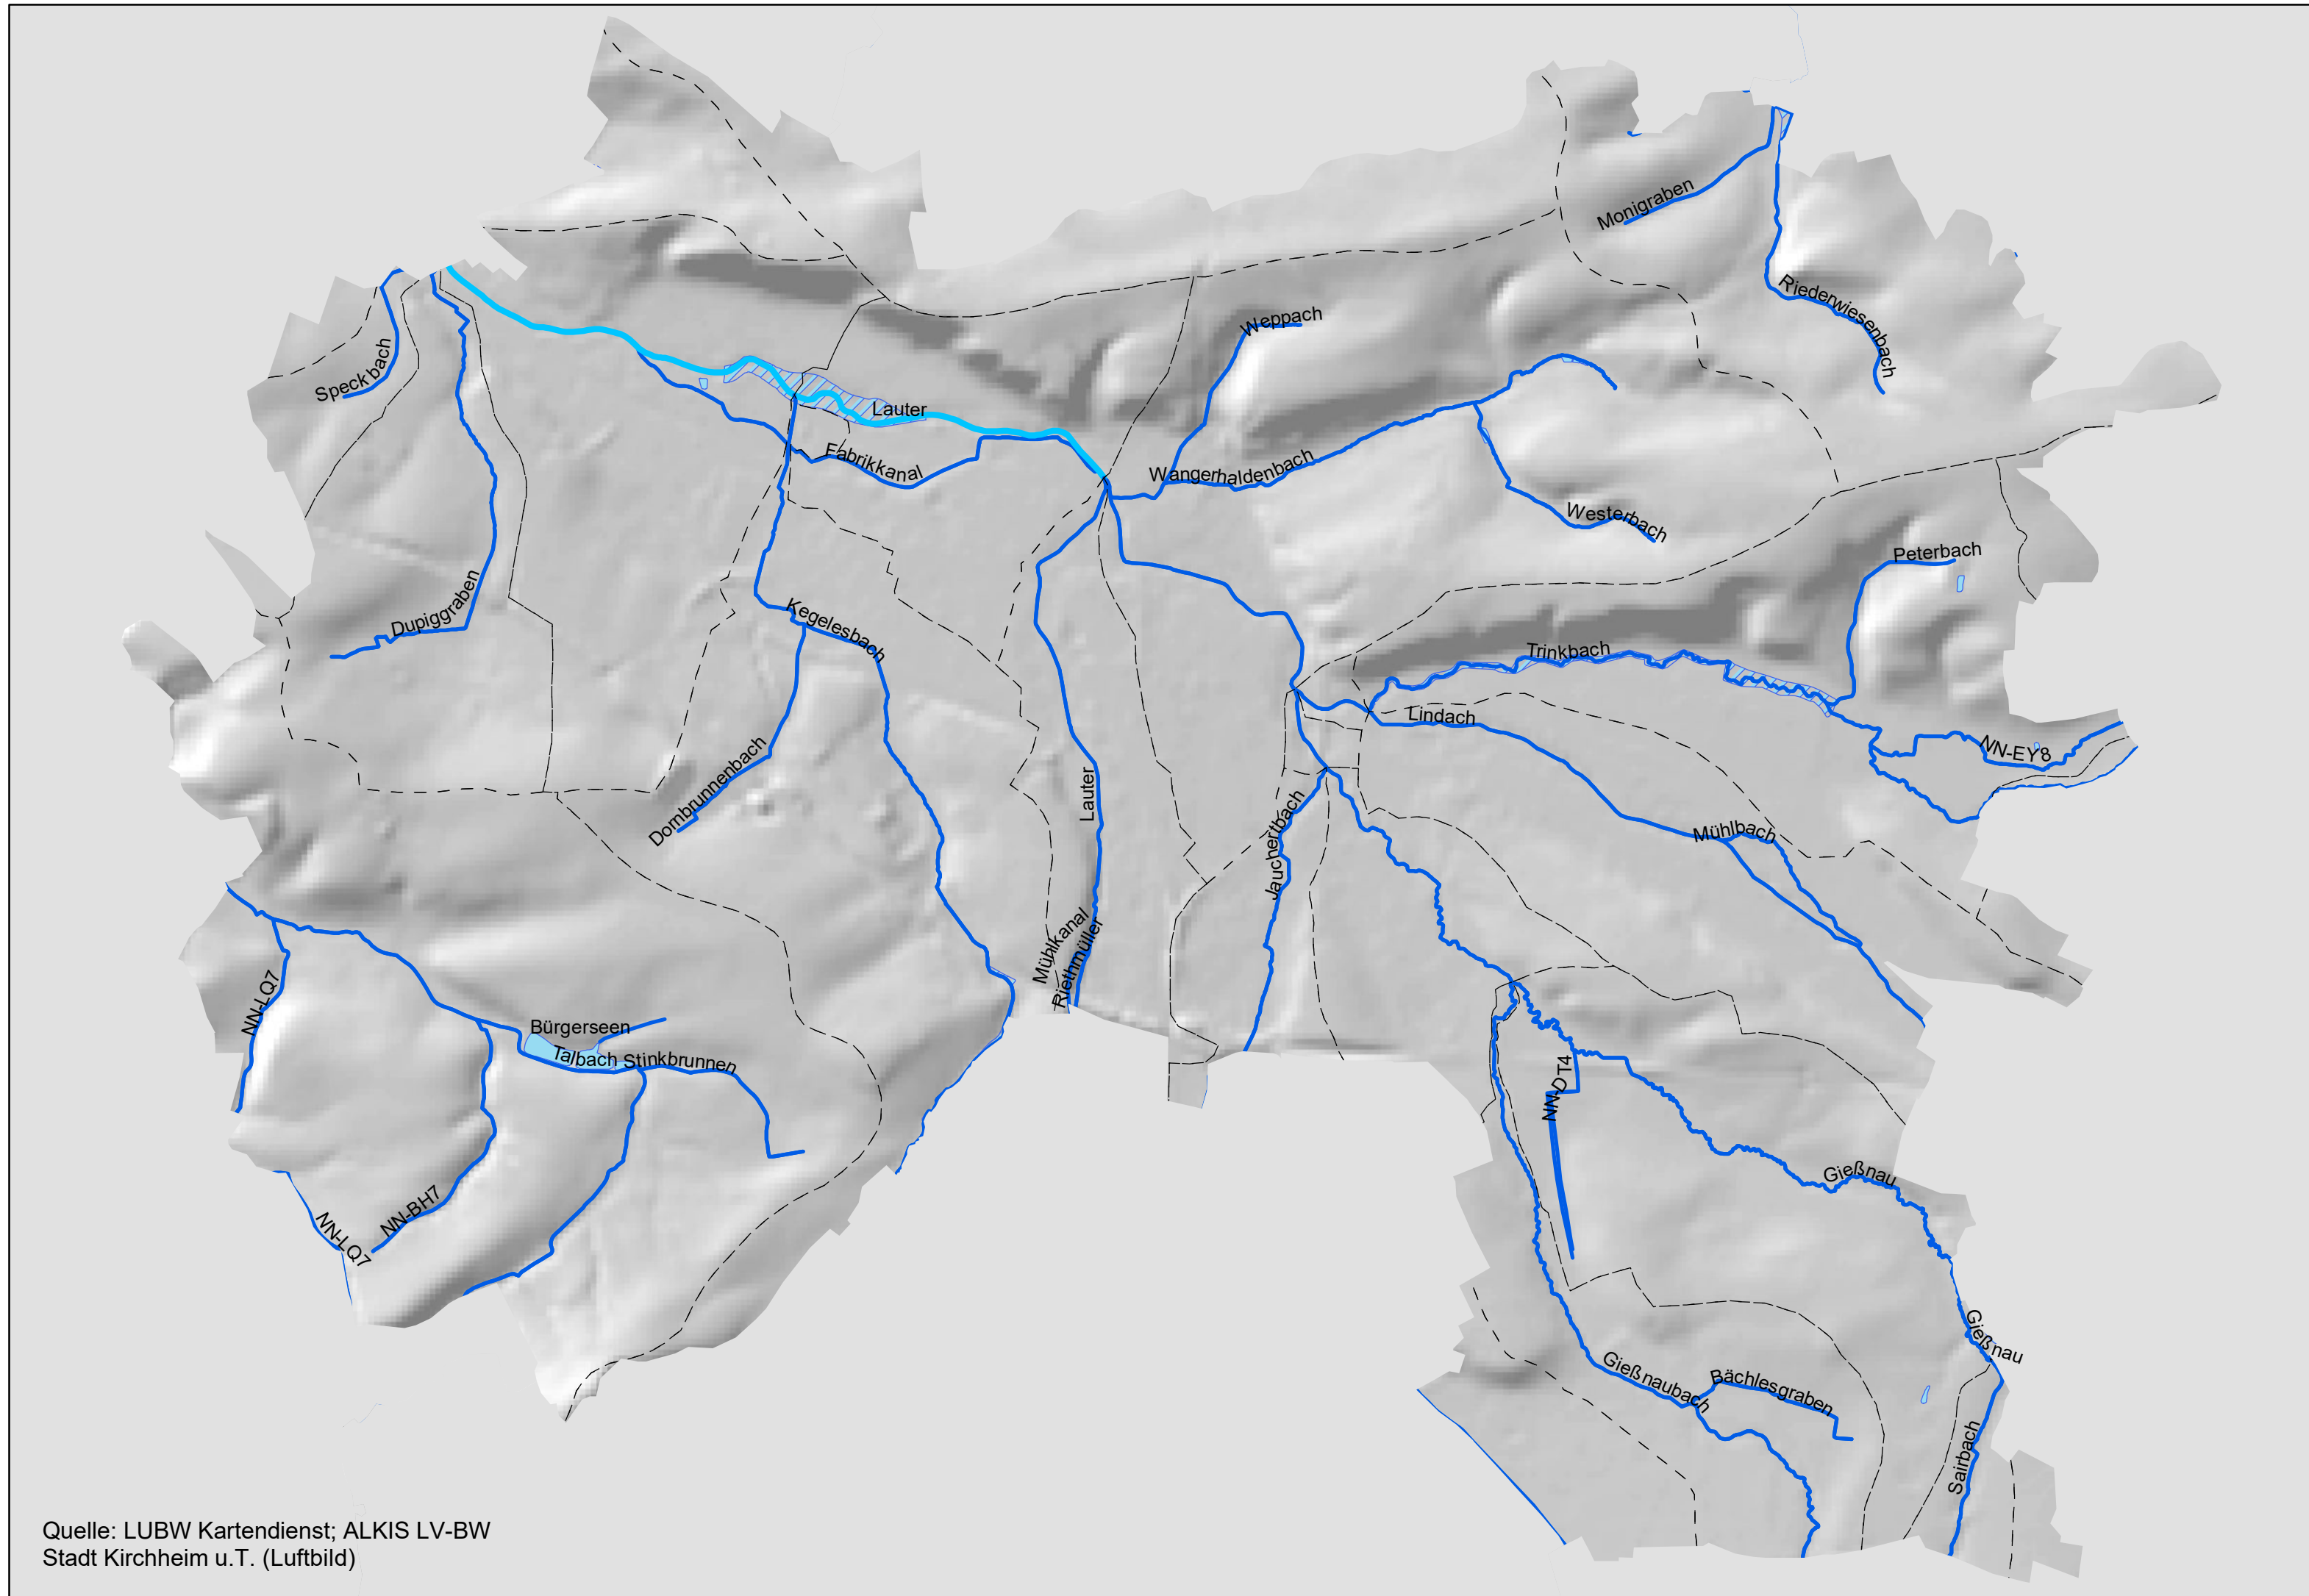 Monigraben
Riederwiesenbach
Weppach
Speckbach
Lauter
Fabrikkanal
Wangerhaldenbach
Westerbach
Peterbach
Dupiggraben
Kegelesbach
Trinkbach
Lindach
NN-EY8
Dombrunnenbach
Lauter
Jauchertbach
Mühlbach
Mühlkanal
Riethmüller
NN-LQ7
Bürgerseen
Talbach Stinkbrunnen
NN-DT4
NN-BH7
NN-LQ7
Gießnau
Gießnau
Gießnaubach
Bächlesgraben
Sairbach
Quelle: LUBW Kartendienst; ALKIS LV-BW
Stadt Kirchheim u.T. (Luftbild)